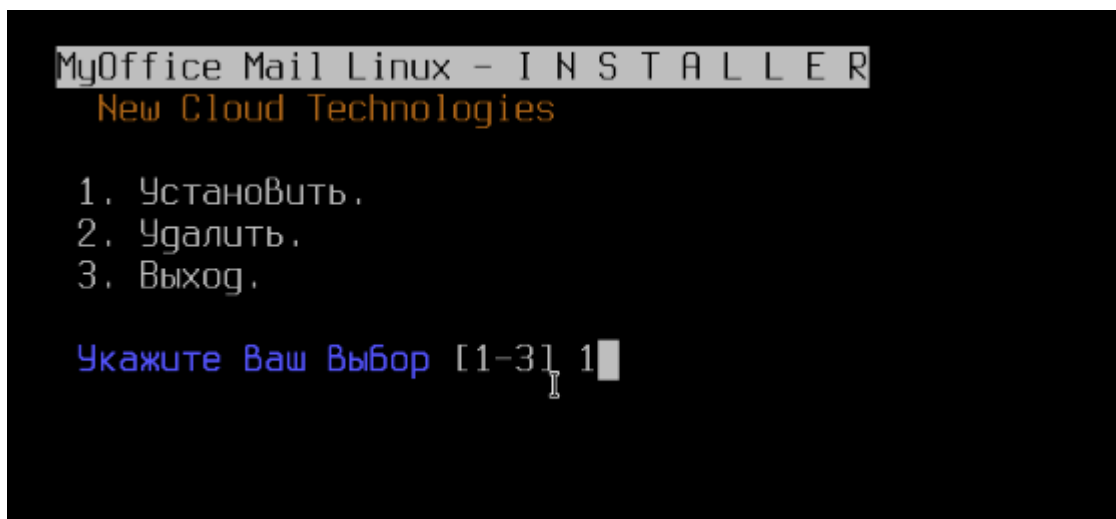 MyOffice Mail Linux - I N S T A L L E R
New Cloud Technologies
1. Установить.
2. Удалить.
3. Выход.
Укажите Ваш Выбор [1-3] 1